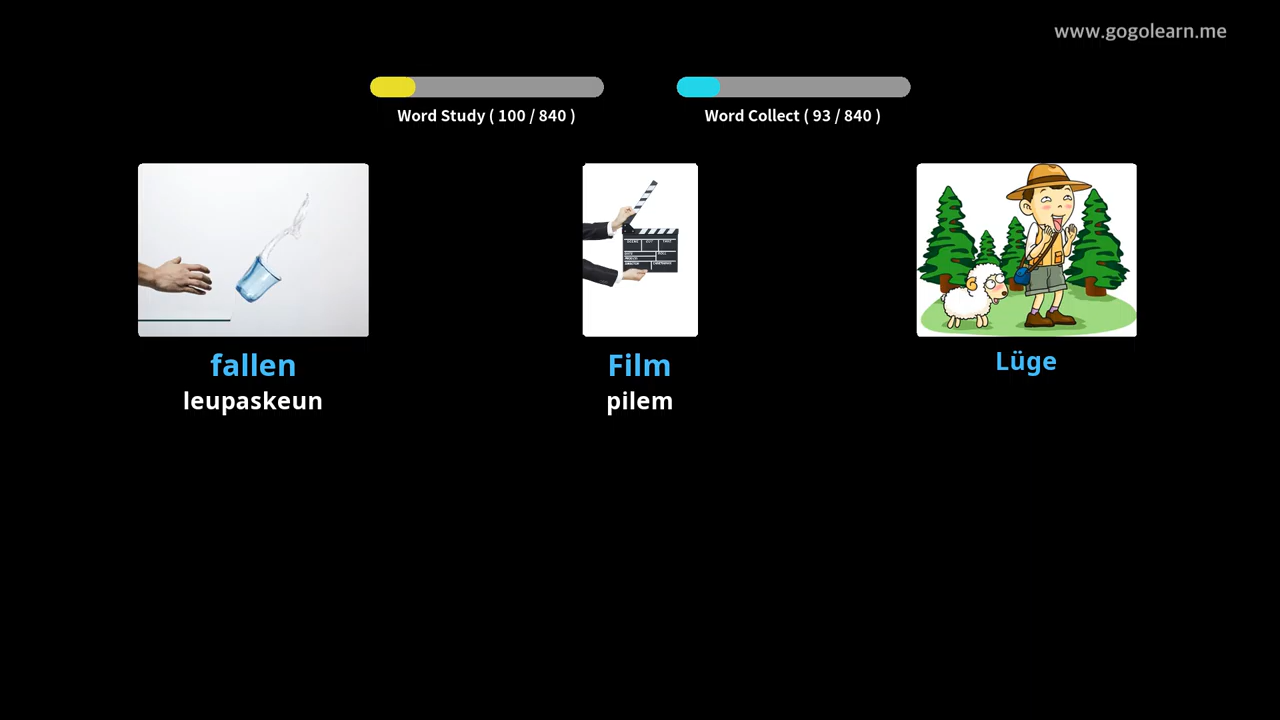 www.gogolearn.me
Word Study ( 100 / 840 )
Word Collect ( 93 / 840 )
fallen
leupaskeun
Film
pilem
Lüge